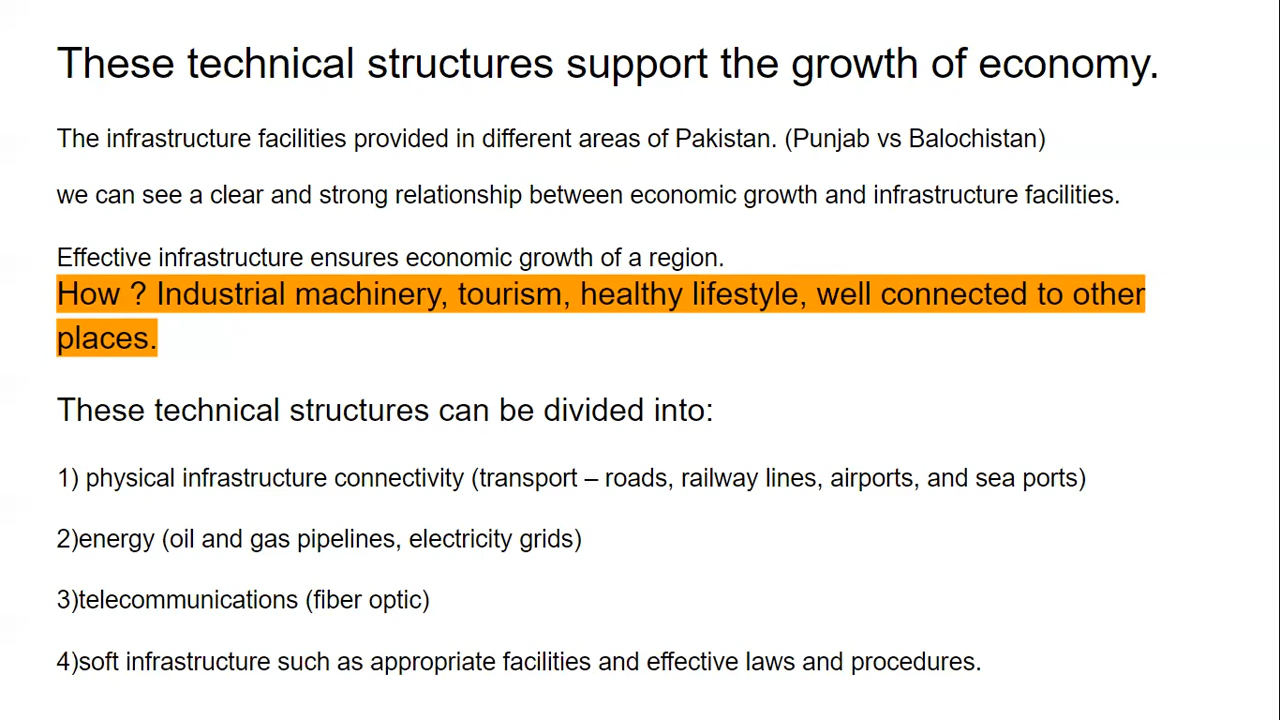 These technical structures support the growth of economy.
The infrastructure facilities provided in different areas of Pakistan. (Punjab vs Balochistan)
we can see a clear and strong relationship between economic growth and infrastructure facilities.
Effective infrastructure ensures economic growth of a region.
How ? Industrial machinery, tourism, healthy lifestyle, well connected to other
places.
These technical structures can be divided into:
1) physical infrastructure connectivity (transport – roads, railway lines, airports, and sea ports)
2)energy (oil and gas pipelines, electricity grids)
3)telecommunications (fiber optic)
4)soft infrastructure such as appropriate facilities and effective laws and procedures.